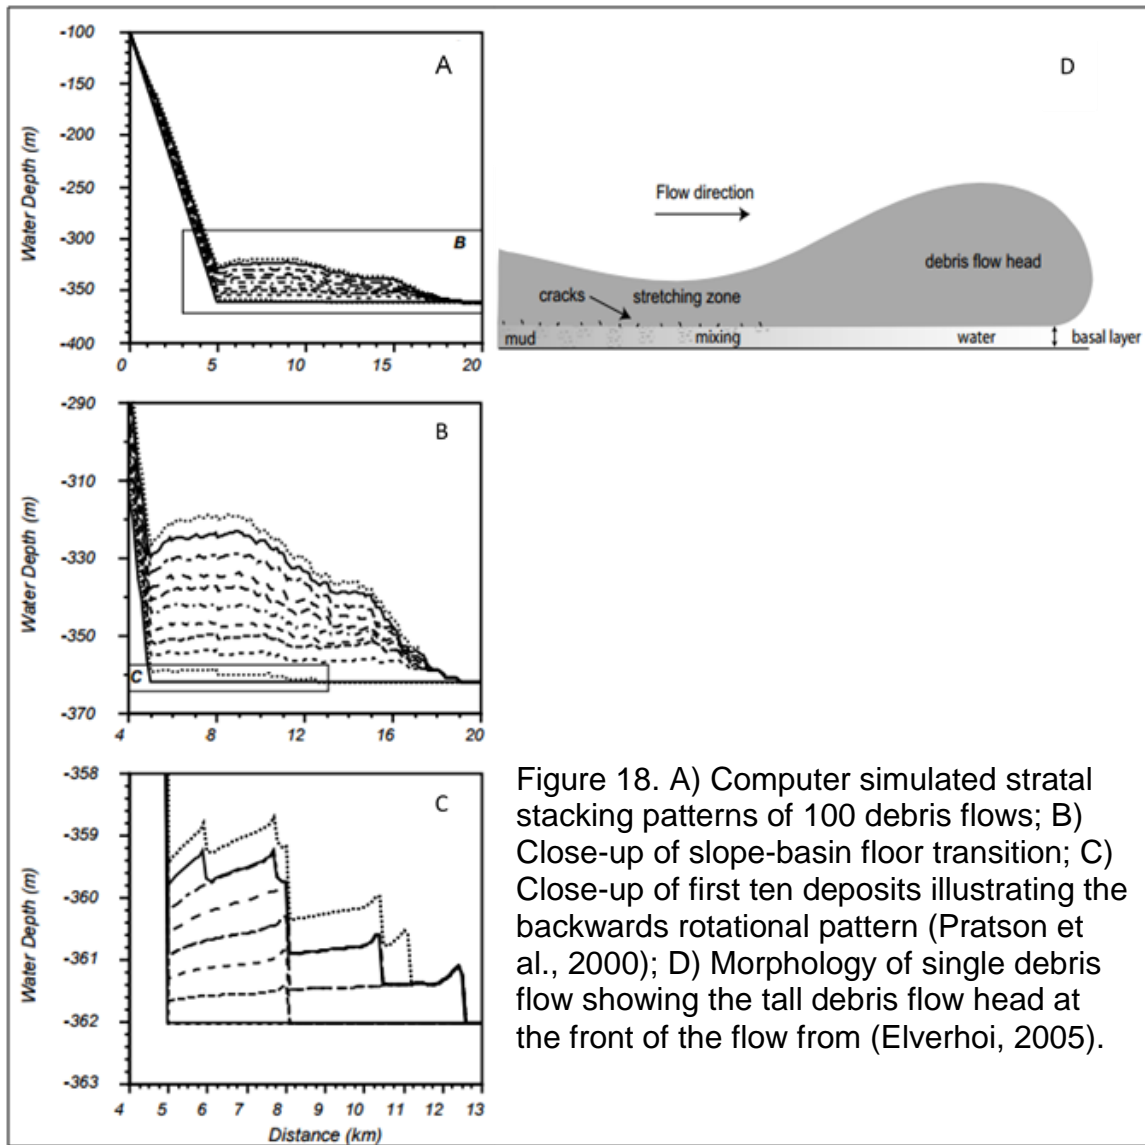 A
-100
-150
-200
-250
-300
-350
-400
Water Depth (m)
B
0 5 10 15 20
D
Flow direction
debris flow head
cracks
stretching zone
mud
mixing
water
basal layer
B
-290
-310
-330
-350
-370
Water Depth (m)
C
4 8 12 16 20
C
-358
-359
-360
-361
-362
-363
Water Depth (m)
4 5 6 7 8 9 10 11 12 13
Distance (km)
Figure 18. A) Computer simulated stratal
stacking patterns of 100 debris flows; B)
Close-up of slope-basin floor transition; C)
Close-up of first ten deposits illustrating the
backwards rotational pattern (Pratson et
al., 2000); D) Morphology of single debris
flow showing the tall debris flow head at
the front of the flow from (Elverhoi, 2005).